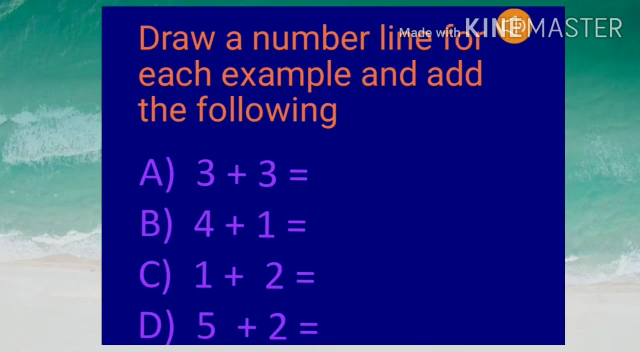 Made with KINEMASTER
Draw a number line for
each example and add
the following
A) 3 + 3 =
B) 4 + 1 =
C) 1 + 2 =
D) 5 + 2 =